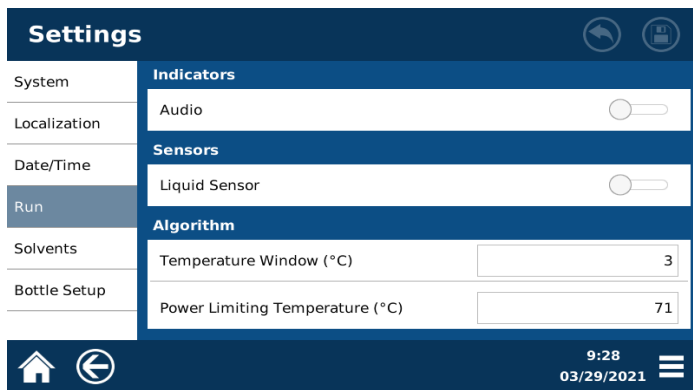 Settings
System
Localization
Date/Time
Run
Solvents
Bottle Setup
Indicators
Audio
Sensors
Liquid Sensor
Algorithm
Temperature Window (°C) 3
Power Limiting Temperature (°C) 71
9:28
03/29/2021